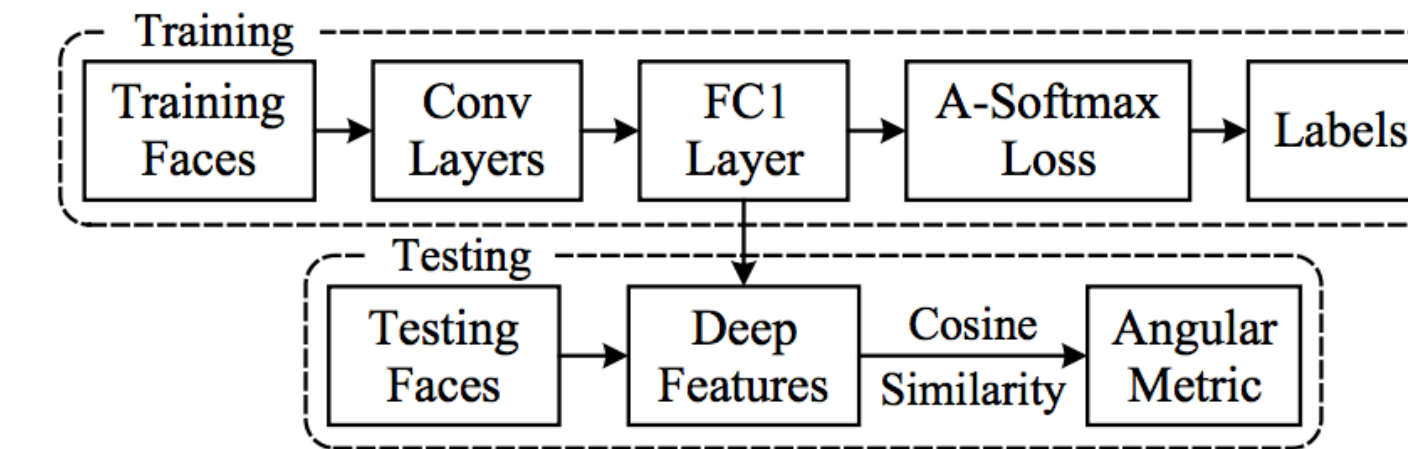 Training
Training
Faces
Conv
Layers
FC1
Layer
A-Softmax
Loss
Labels
Testing
Testing
Faces
Deep
Features
Cosine
Similarity
Angular
Metric